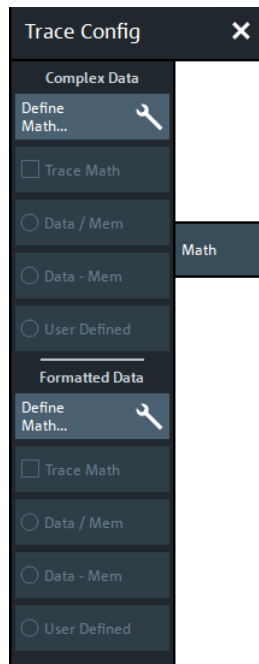 Trace Config
Complex Data
Define
Math...
Trace Math
Data / Mem
Data - Mem
User Defined
Formatted Data
Define
Math...
Trace Math
Data / Mem
Data - Mem
User Defined
Math